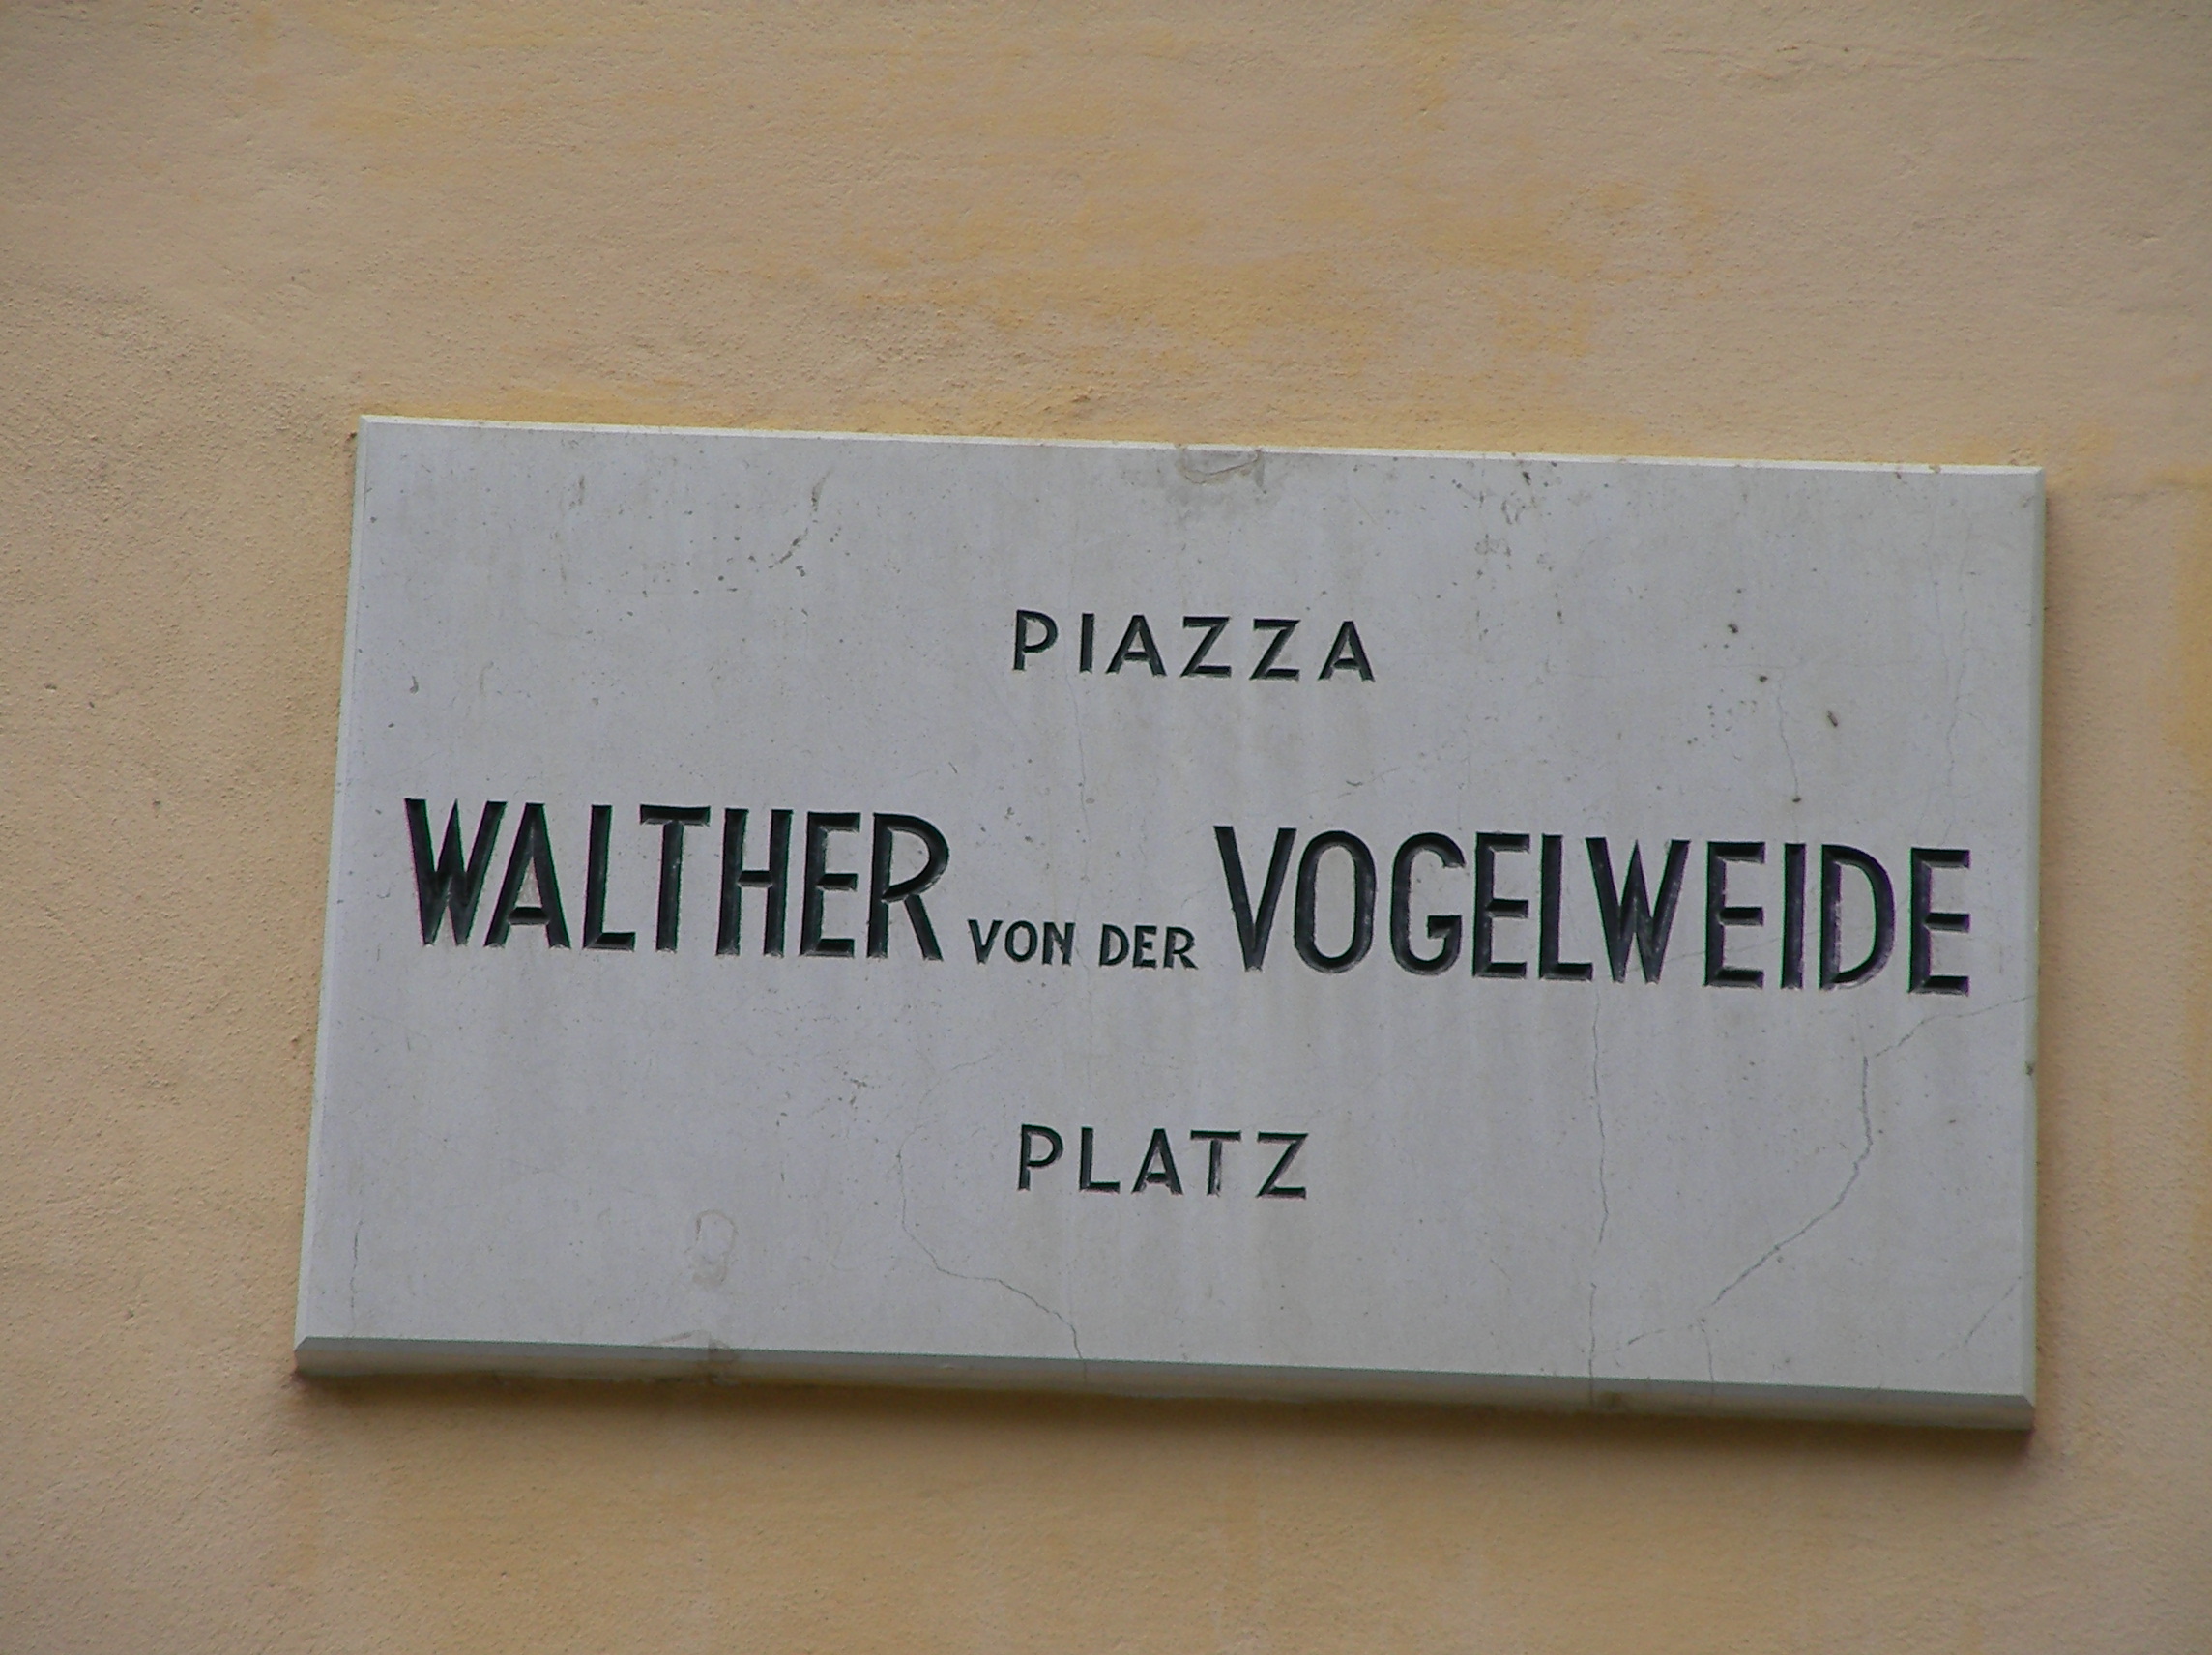 PIAZZA
WALTHER VON DER VOGELWEIDE
PLATZ